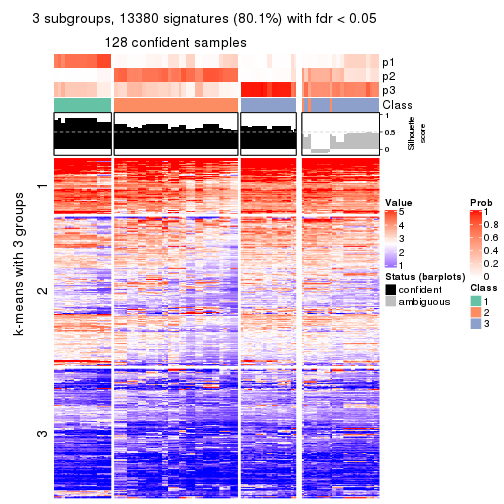 3 subgroups, 13380 signatures (80.1%) with fdr < 0.05
128 confident samples
p1
p2
p3
Class
1
0.5
0
Silhouette
score
k-means with 3 groups
1
2
3
Value
5
4
3
2
1
Status (barplots)
confident
ambiguous
Prob
1
0.8
0.6
0.4
0.2
0
Class
1
2
3